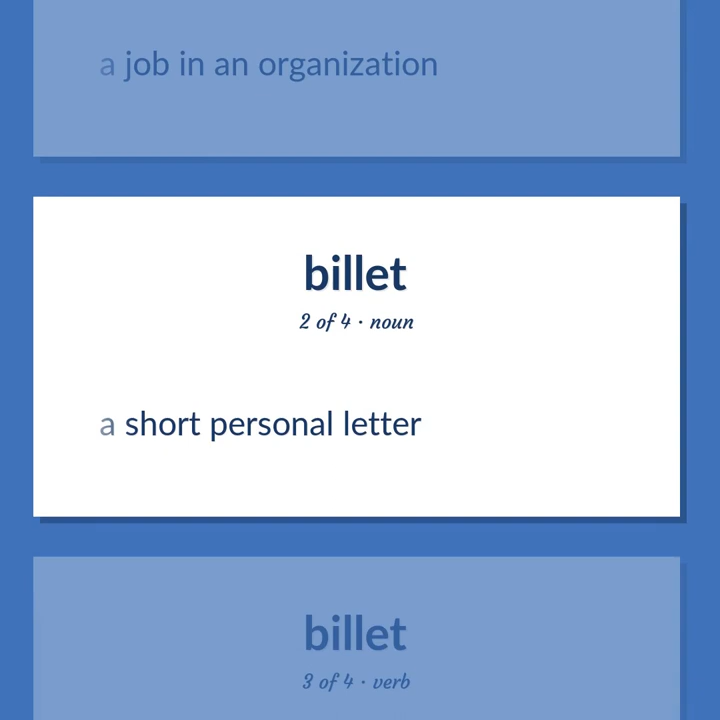 a job in an organization
billet
2 of 4 · noun
a short personal letter
billet
3 of 4 · verb